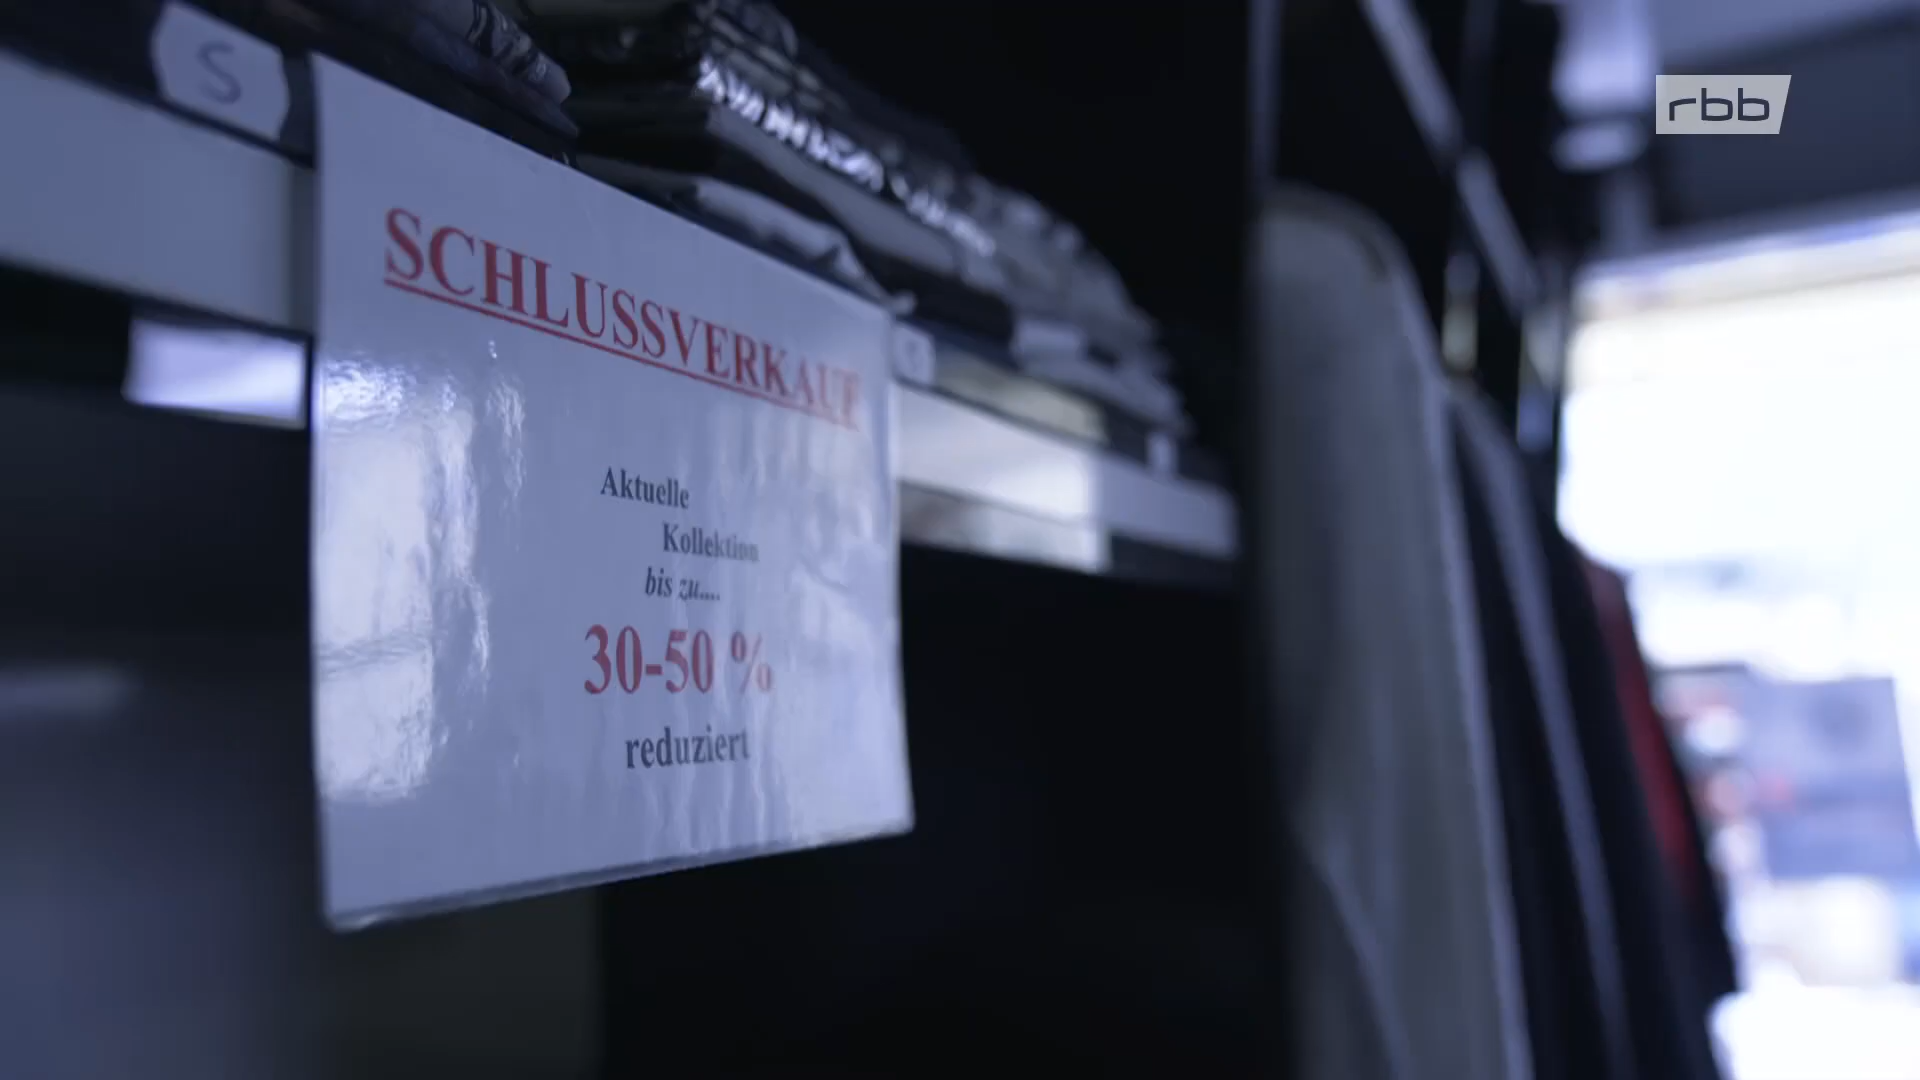 rbb
S
SCHLUSSVERKAUF
Aktuelle
Kollektion
bis zu....
30-50 %
reduziert